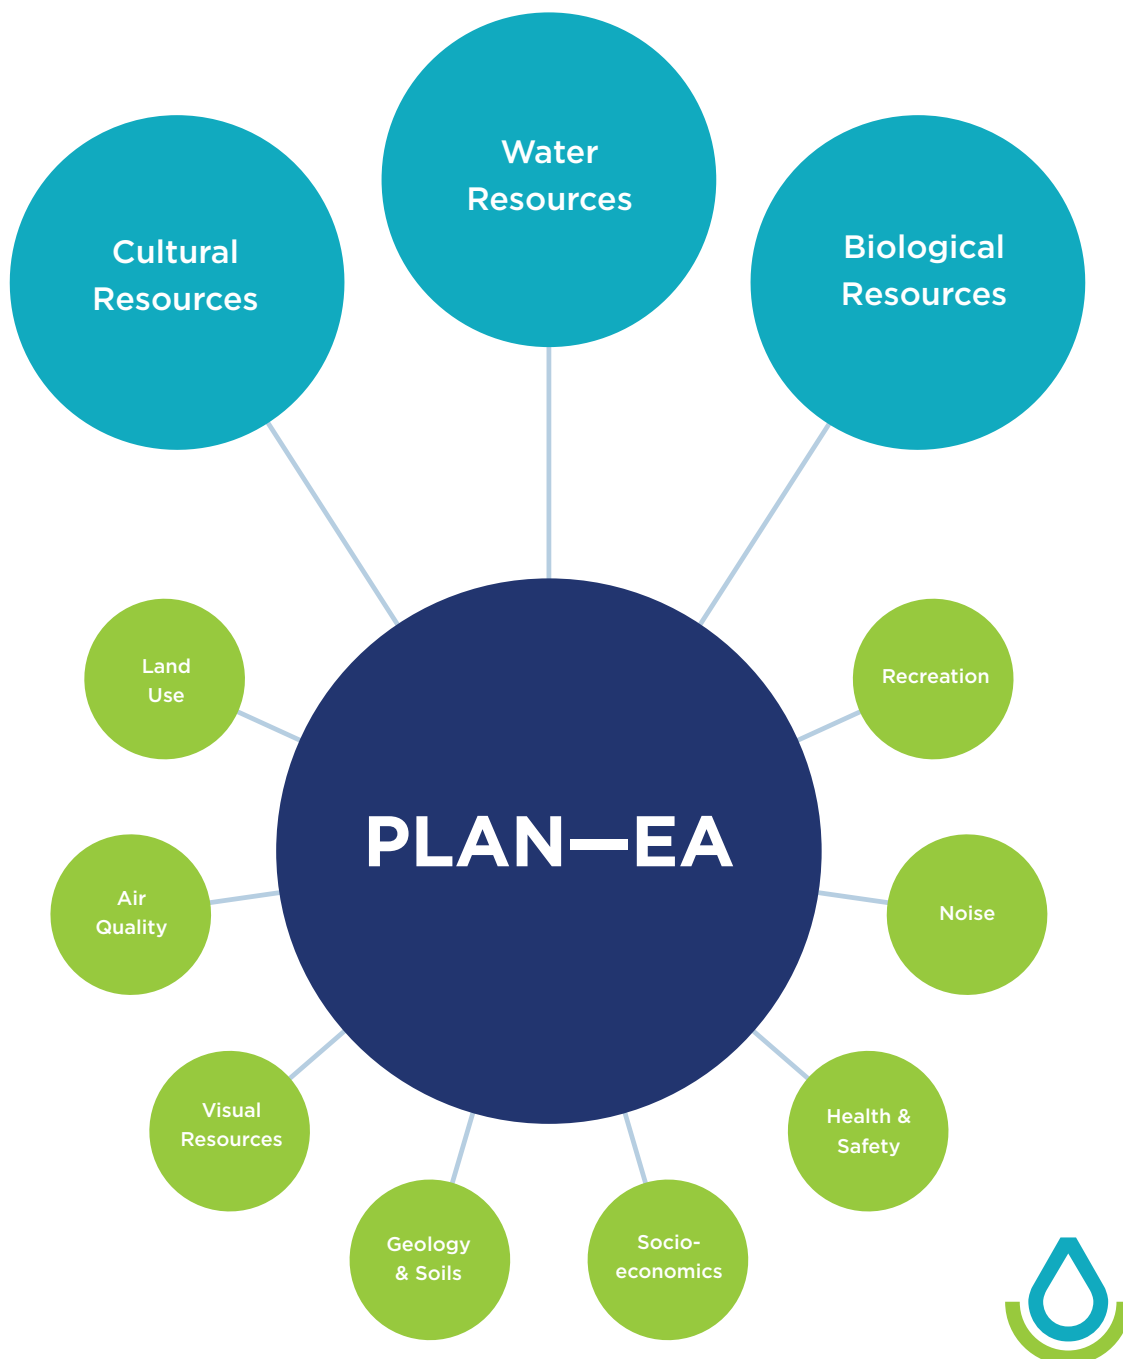 Water
Resources
Cultural
Resources
Biological
Resources
Land
Use
Recreation
PLAN—EA
Air
Quality
Noise
Visual
Resources
Health &
Safety
Geology
& Soils
Socio-
economics